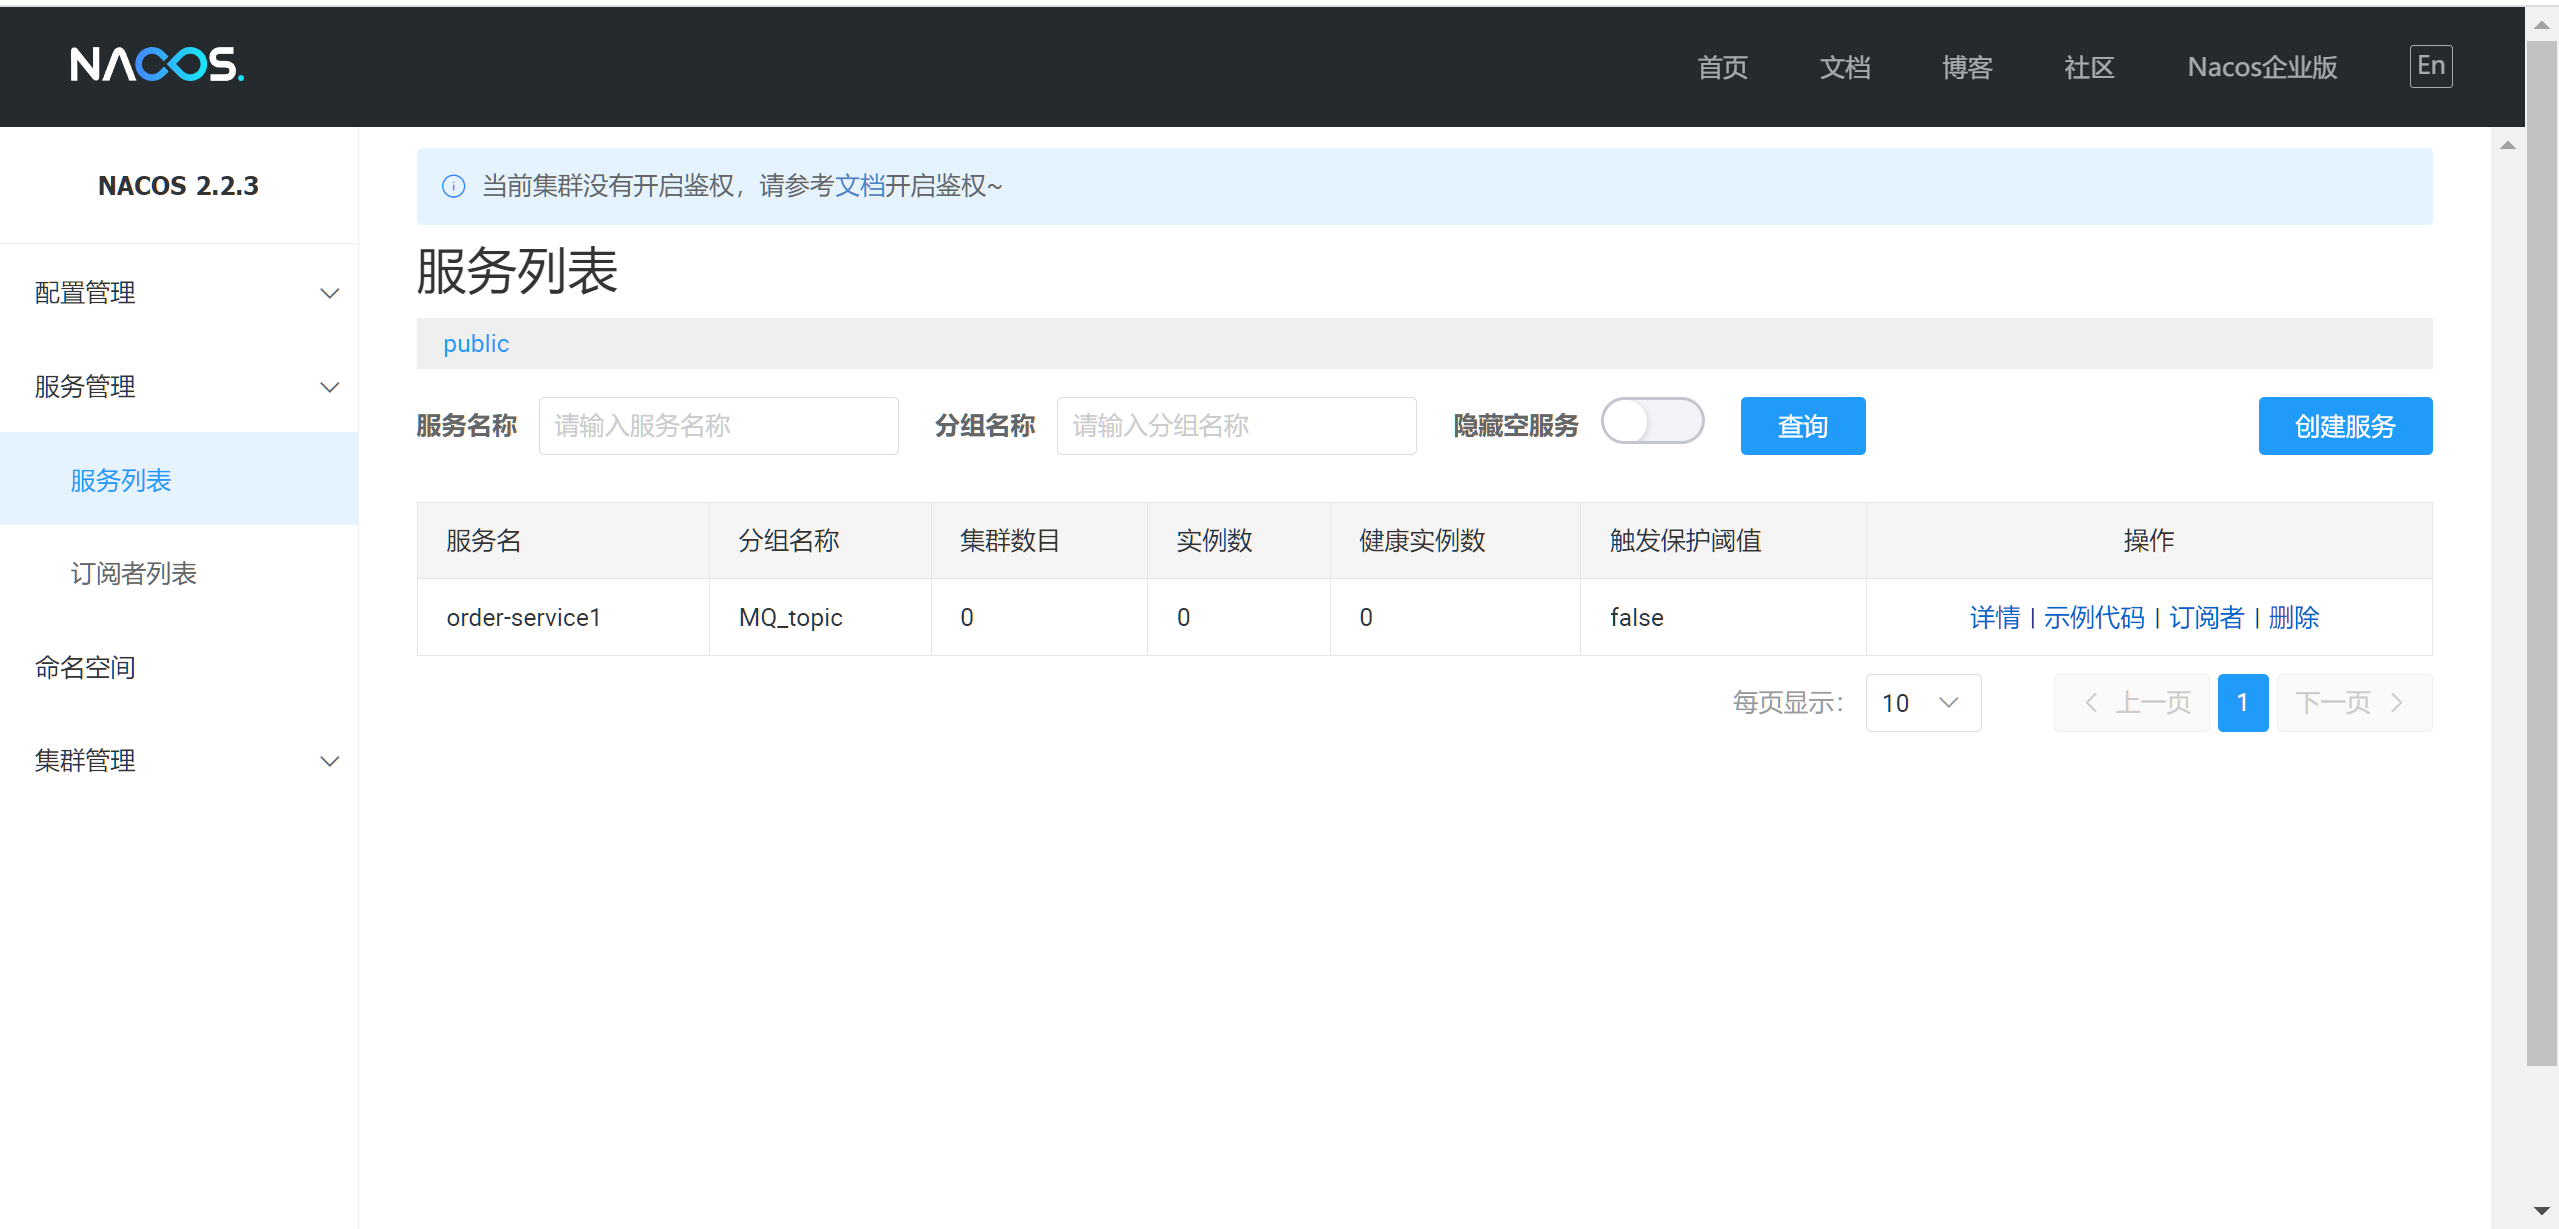 NACOS.
首页 文档 博客 社区 Nacos企业版 En
NACOS 2.2.3
配置管理
服务管理
服务列表
订阅者列表
命名空间
集群管理
当前集群没有开启鉴权，请参考文档开启鉴权~
服务列表
public
服务名称 请输入服务名称 分组名称 请输入分组名称 隐藏空服务 查询 创建服务
服务名 分组名称 集群数目 实例数 健康实例数 触发保护阈值 操作
order-service1 MQ_topic 0 0 0 false 详情 | 示例代码 | 订阅者 | 删除
每页显示： 10 上一页 1 下一页